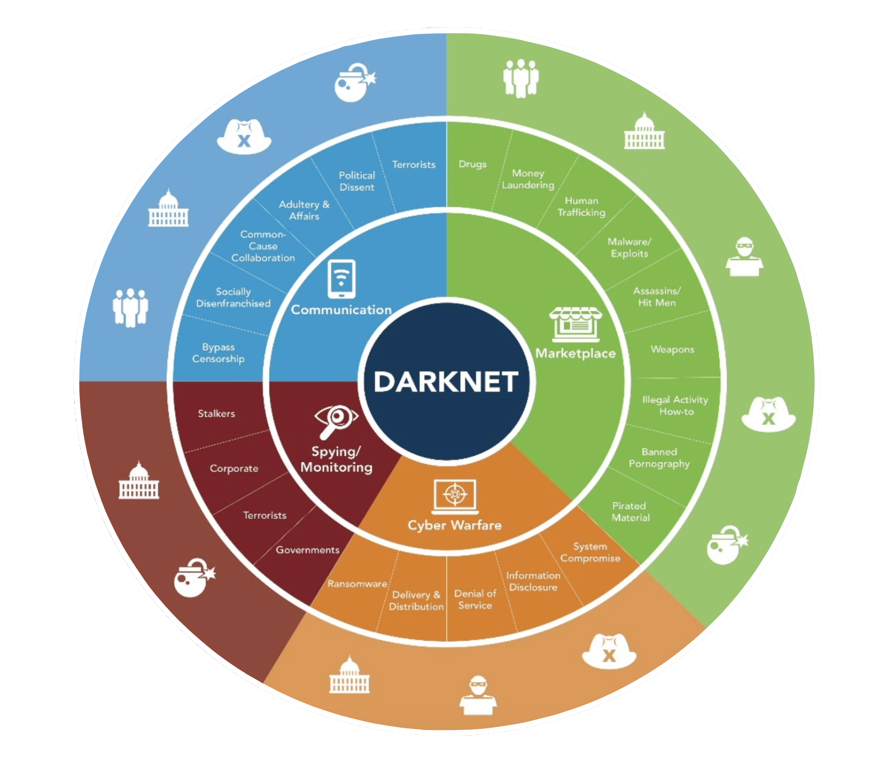 DARKNET
Communication
Terrorists
Political
Dissent
Adultery &
Affairs
Common-
Cause
Collaboration
Socially
Disenfranchised
Bypass
Censorship
Marketplace
Drugs
Money
Laundering
Human
Trafficking
Malware/
Exploits
Assassins/
Hit Men
Weapons
Illegal Activity
How-to
Banned
Pornography
Pirated
Material
Cyber Warfare
System
Compromise
Information
Disclosure
Denial of
Service
Delivery &
Distribution
Ransomware
Spying/
Monitoring
Governments
Terrorists
Corporate
Stalkers
X
X
X